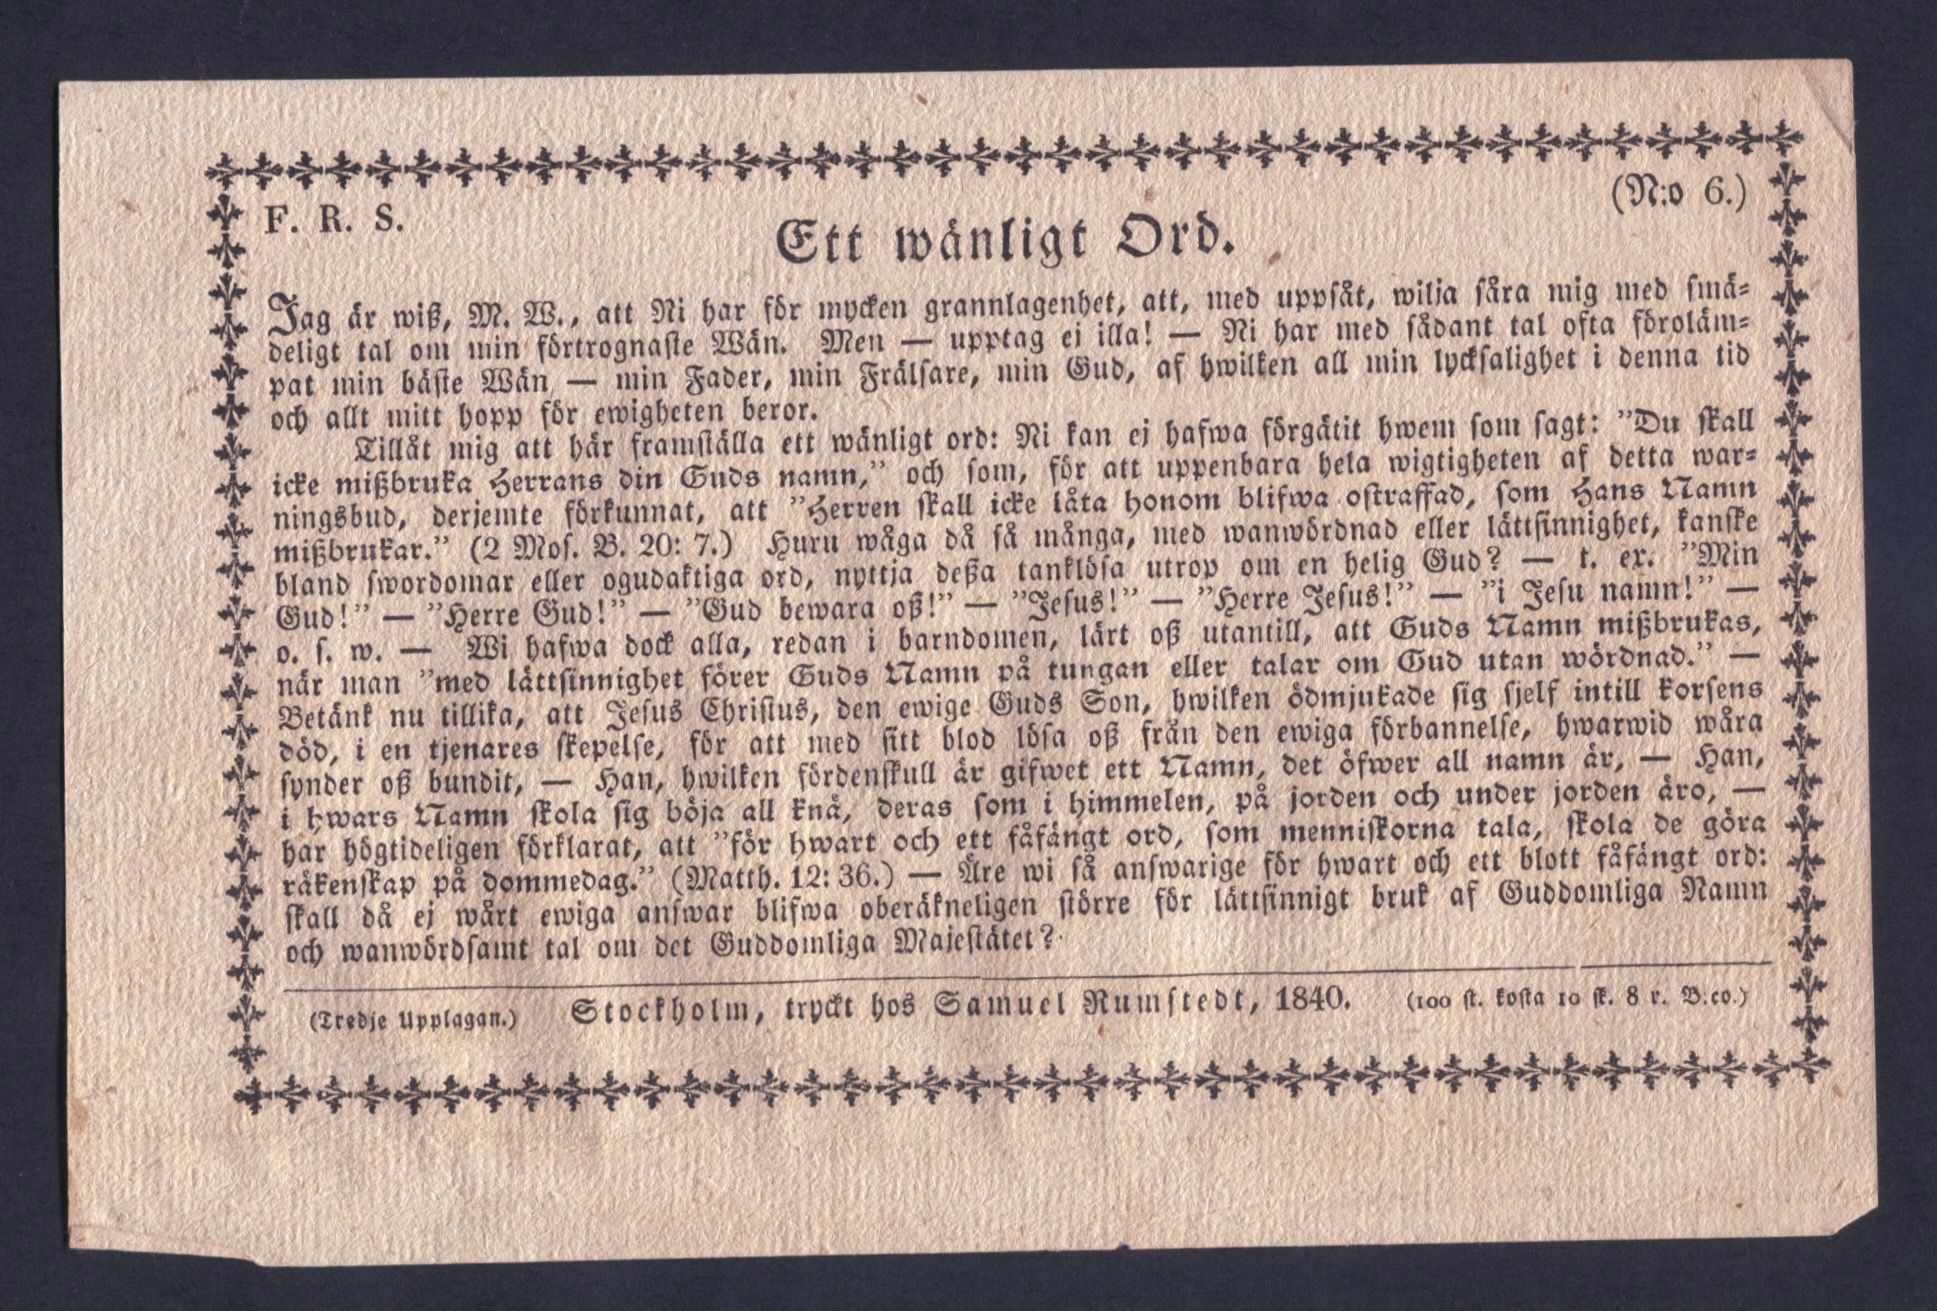 F. R. S.
(N:o 6.)
Ett wänligt Ord.
Jag är wiß, M. W., att Ni har för mycken grannlagenhet, att, med uppsåt, wilja såra mig med smä-
deligt tal om min förtrognaste Wän. Men — upptag ej illa! — Ni har med sådant tal ofta föroläm-
pat min bäste Wän — min Fader, min Frälsare, min Gud, af hwilken all min lycksalighet i denna tid
och allt mitt hopp för ewigheten beror.
Tillåt mig att här framställa ett wänligt ord: Ni kan ej hafwa förgätit hwem som sagt: ”Du skall
icke mißbruka Herrans din Guds namn,” och som, för att uppenbara hela wigtigheten af detta war-
ningsbud, derjemte förkunnat, att ”Herren skall icke låta honom blifwa ostraffad, som Hans Namn
mißbrukar.” (2 Mos. B. 20: 7.) Huru wåga då så många, med wanwördnad eller lättsinnighet, kanske
bland swordomar eller ogudaktiga ord, nyttja deßa tanklösa utrop om en helig Gud? — t. ex. ”Min
Gud!” — ”Herre Gud!” — ”Gud bewara oß!” — ”Jesus!” — ”Herre Jesus!” — ”i Jesu namn!” —
o. s. w. — Wi hafwa dock alla, redan i barndomen, lärt oß utantill, att Guds Namn mißbrukas,
när man ”med lättsinnighet förer Guds Namn på tungan eller talar om Gud utan wördnad.” —
Betänk nu tillika, att Jesus Christus, den ewige Guds Son, hwilken ödmjukade sig sjelf intill korsens
död, i en tjenares skepelse, för att med sitt blod lösa oß från den ewiga förbannelse, hwarwid wåra
synder oß bundit, — Han, hwilken fördenskull är gifwet ett Namn, det öfwer all namn är, — Han,
i hwars Namn skola sig böja all knä, deras som i himmelen, på jorden och under jorden äro, —
har högtideligen förklarat, att ”för hwart och ett fåfängt ord, som menniskorna tala, skola de göra
räkenskap på dommedag.” (Matth. 12: 36.) — Äre wi så answarige för hwart och ett blott fåfängt ord:
skall då ej wårt ewiga answar blifwa oberäkneligen större för lättsinnigt bruk af Guddomliga Namn
och wanwördsamt tal om det Guddomliga Majestätet?
(Tredje Upplagan.) Stockholm, tryckt hos Samuel Rumstedt, 1840. (100 st. kosta 10 sk. 8 r. B:co.)